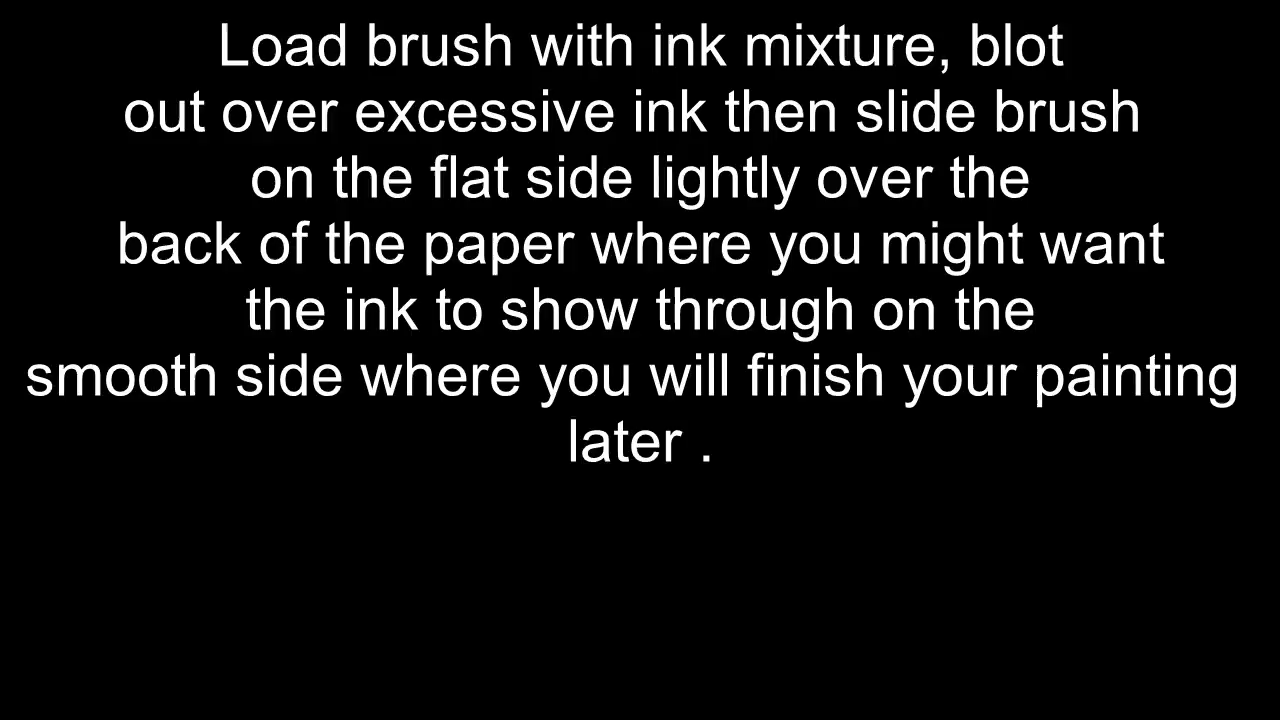 Load brush with ink mixture, blot
out over excessive ink then slide brush
on the flat side lightly over the
back of the paper where you might want
the ink to show through on the
smooth side where you will finish your painting
later .